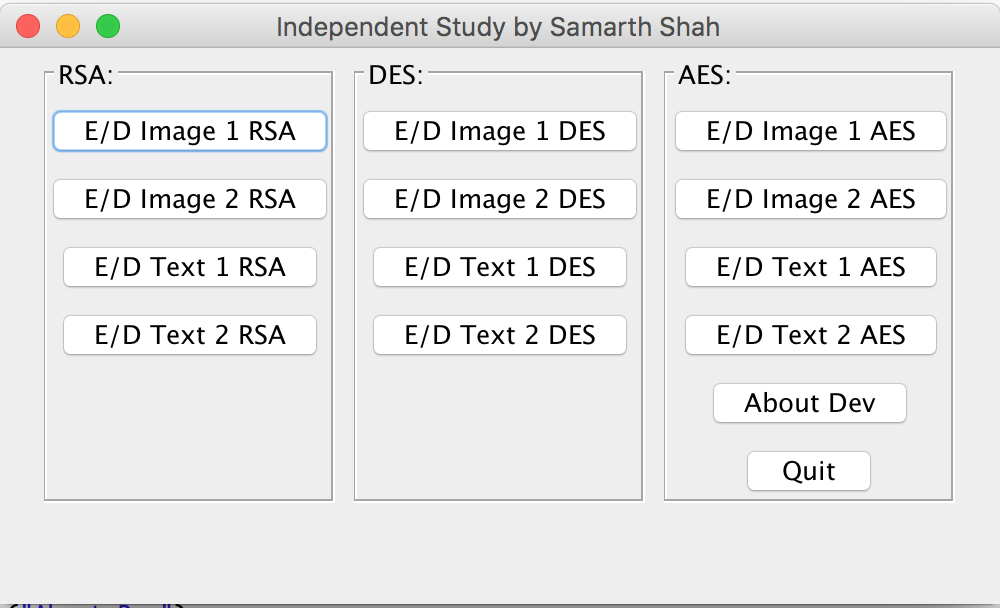 Independent Study by Samarth Shah
RSA:
E/D Image 1 RSA
E/D Image 2 RSA
E/D Text 1 RSA
E/D Text 2 RSA
DES:
E/D Image 1 DES
E/D Image 2 DES
E/D Text 1 DES
E/D Text 2 DES
AES:
E/D Image 1 AES
E/D Image 2 AES
E/D Text 1 AES
E/D Text 2 AES
About Dev
Quit